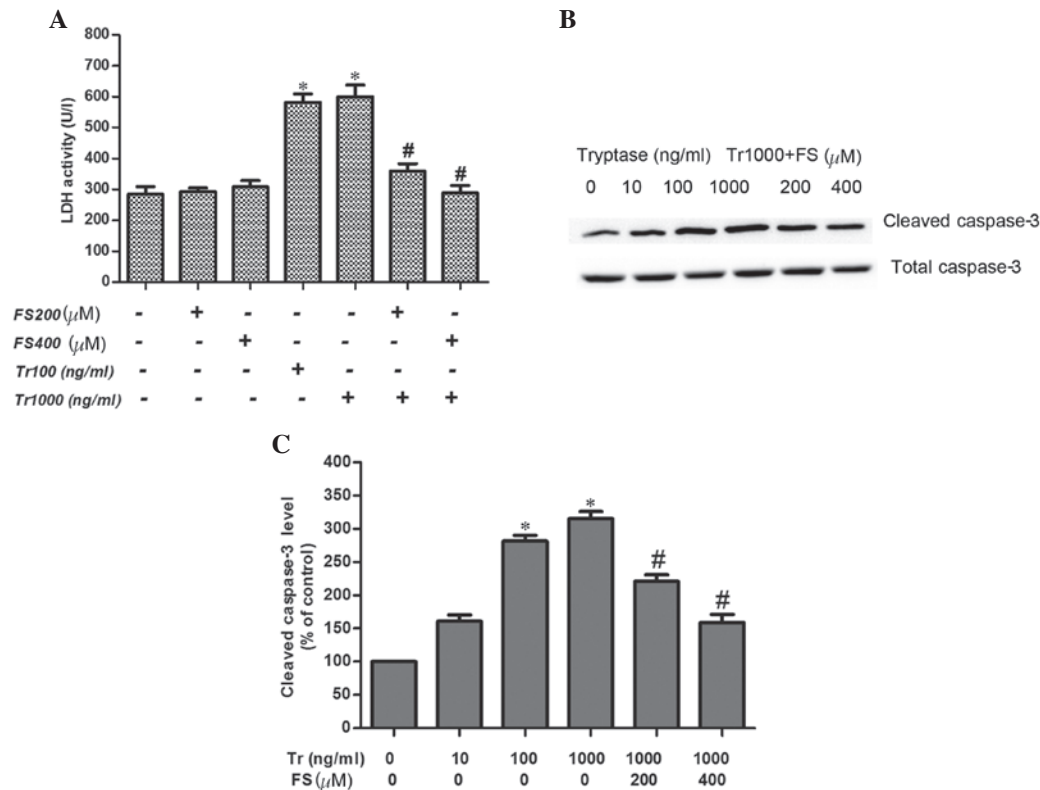 A
LDH activity (U/l)
800
700
600
500
400
300
200
100
0
* * # #
FS200 (μM) - + - - - + -
FS400 (μM) - - + - - - +
Tr100 (ng/ml) - - - + - - -
Tr1000 (ng/ml) - - - - + + +
B
Tryptase (ng/ml) Tr1000+FS (μM)
0 10 100 1000 200 400
Cleaved caspase-3
Total caspase-3
C
Cleaved caspase-3 level
(% of control)
400
350
300
250
200
150
100
50
0
* * # #
Tr (ng/ml) 0 10 100 1000 1000 1000
FS (μM) 0 0 0 0 200 400